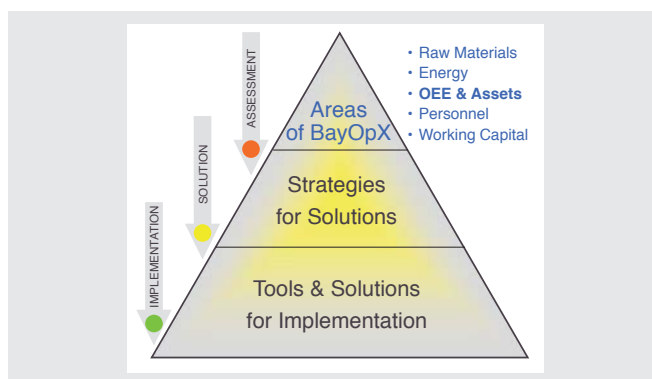 ASSESSMENT
SOLUTION
IMPLEMENTATION
Areas
of BayOpX
• Raw Materials
• Energy
• OEE & Assets
• Personnel
• Working Capital
Strategies
for Solutions
Tools & Solutions
for Implementation